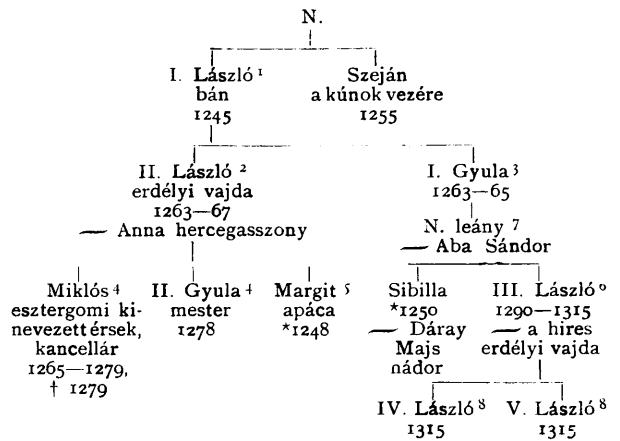 N.
I. László ¹
bán
1245
Szeján
a kúnok vezére
1255
II. László ²
erdélyi vajda
1263—67
— Anna hercegasszony
I. Gyula ³
1263—65
N. leány ⁷
— Aba Sándor
Miklós ⁴
esztergomi ki-
nevezett érsek,
kancellár
1265—1279,
† 1279
II. Gyula ⁴
mester
1278
Margit ⁵
apáca
*1248
Sibilla
*1250
— Dáray
Majs
nádor
III. László ⁶
1290—1315
— a hires
erdélyi vajda
IV. László ⁸
1315
V. László ⁸
1315